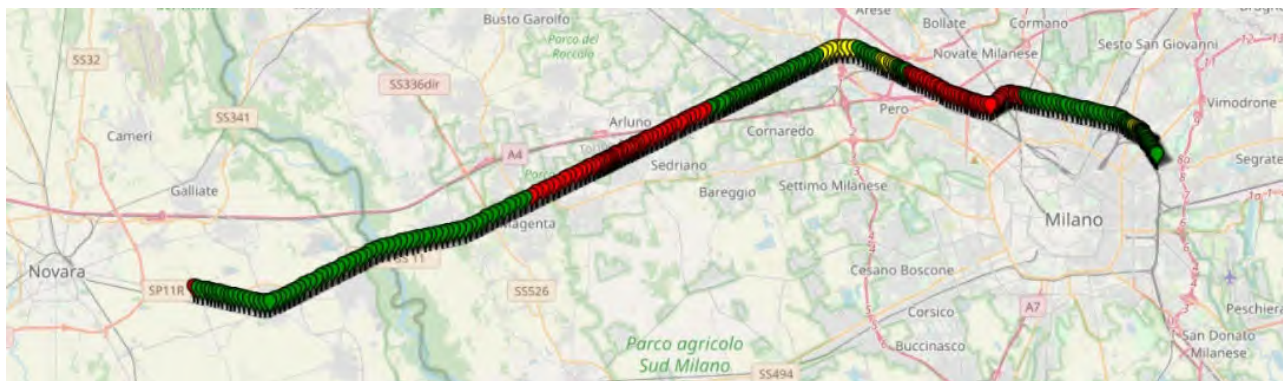 Busto Garolfo
Arese
Bollate
Cormano
SS32
Parco del
Roccolo
Novate Milanese
Sesto San Giovanni
SS336dir
Pero
Vimodrone
SS341
Arluno
Cornaredo
Cameri
A4
Sedriano
Segrate
Galliate
Bareggio
Settimo Milanese
Magenta
Milano
Novara
SS 11
Cesano Boscone
SP11R
SS526
Corsico
A7
Peschiera
Buccinasco
San Donato
Milanese
Parco agricolo
Sud Milano
SS494